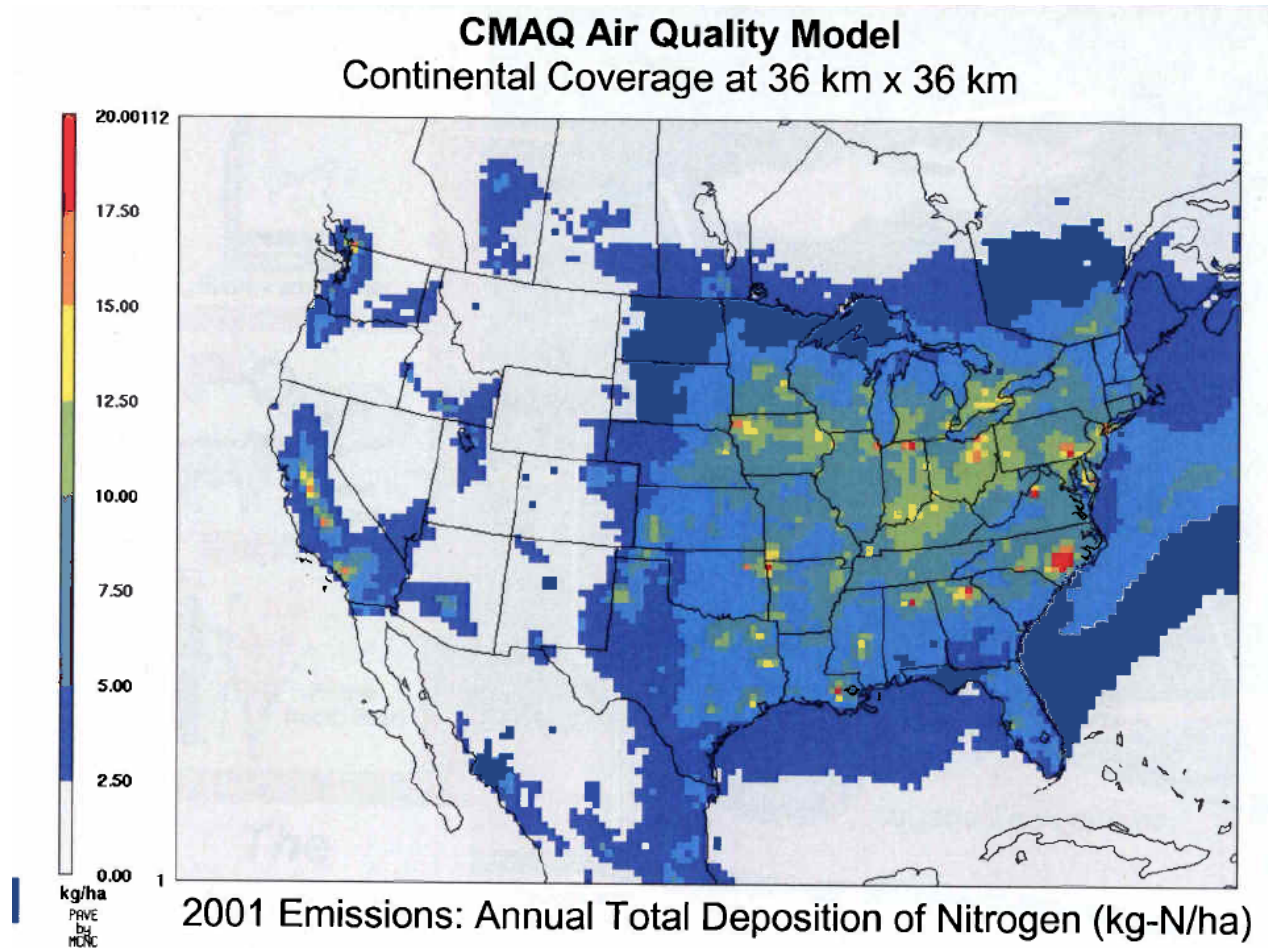 CMAQ Air Quality Model
Continental Coverage at 36 km x 36 km
20.00112
17.50
15.00
12.50
10.00
7.50
5.00
2.50
0.00
1
kg/ha
PAVE
by
MCNC
The
2001 Emissions: Annual Total Deposition of Nitrogen (kg-N/ha)